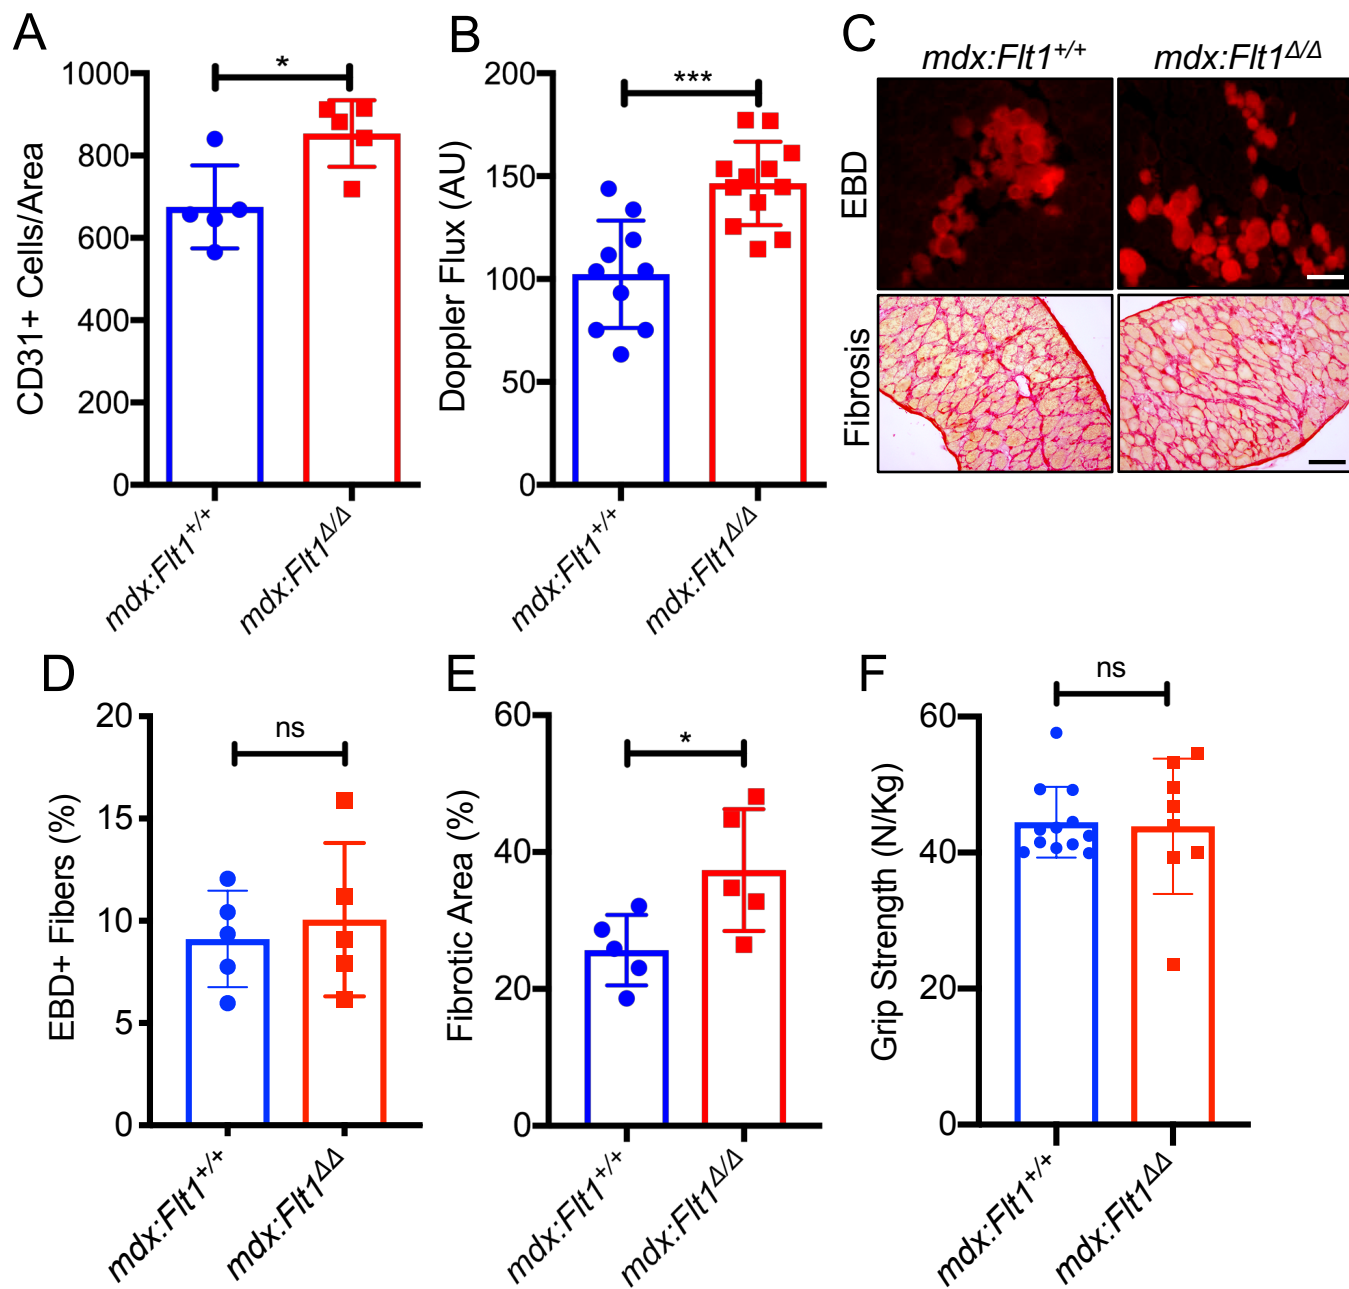 A
CD31+ Cells/Area
1000
800
600
400
200
0
*
mdx:Flt1+/+
mdx:Flt1Δ/Δ
B
Doppler Flux (AU)
200
150
100
50
0
***
mdx:Flt1+/+
mdx:Flt1Δ/Δ
C
mdx:Flt1+/+
mdx:Flt1Δ/Δ
EBD
Fibrosis
D
EBD+ Fibers (%)
20
15
10
5
0
ns
mdx:Flt1+/+
mdx:Flt1ΔΔ
E
Fibrotic Area (%)
60
40
20
0
*
mdx:Flt1+/+
mdx:Flt1Δ/Δ
F
Grip Strength (N/Kg)
60
40
20
0
ns
mdx:Flt1+/+
mdx:Flt1ΔΔ